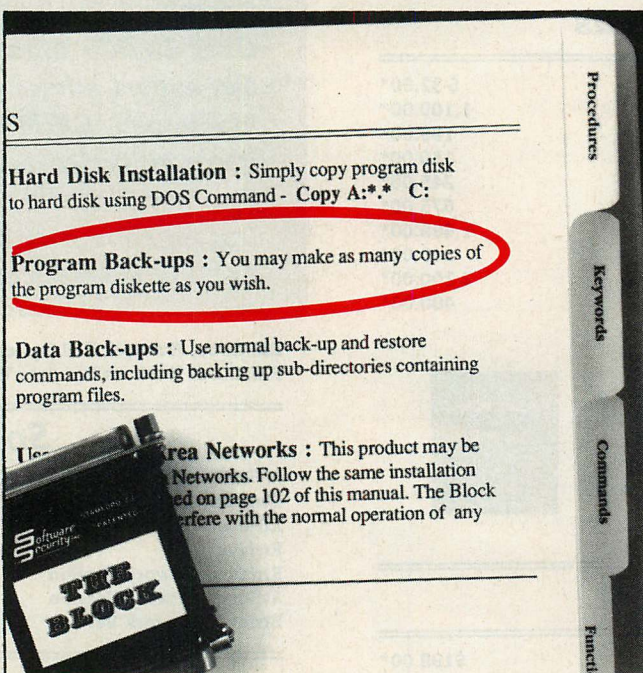 S
Hard Disk Installation : Simply copy program disk
to hard disk using DOS Command - Copy A:*.* C:
Program Back-ups : You may make as many copies of
the program diskette as you wish.
Data Back-ups : Use normal back-up and restore
commands, including backing up sub-directories containing
program files.
Area Networks : This product may be
Networks. Follow the same installation
on page 102 of this manual. The Block
with the normal operation of any
Software
Security
PATENTED
THE
BLOCK
Procedures
Keywords
Commands
Functi